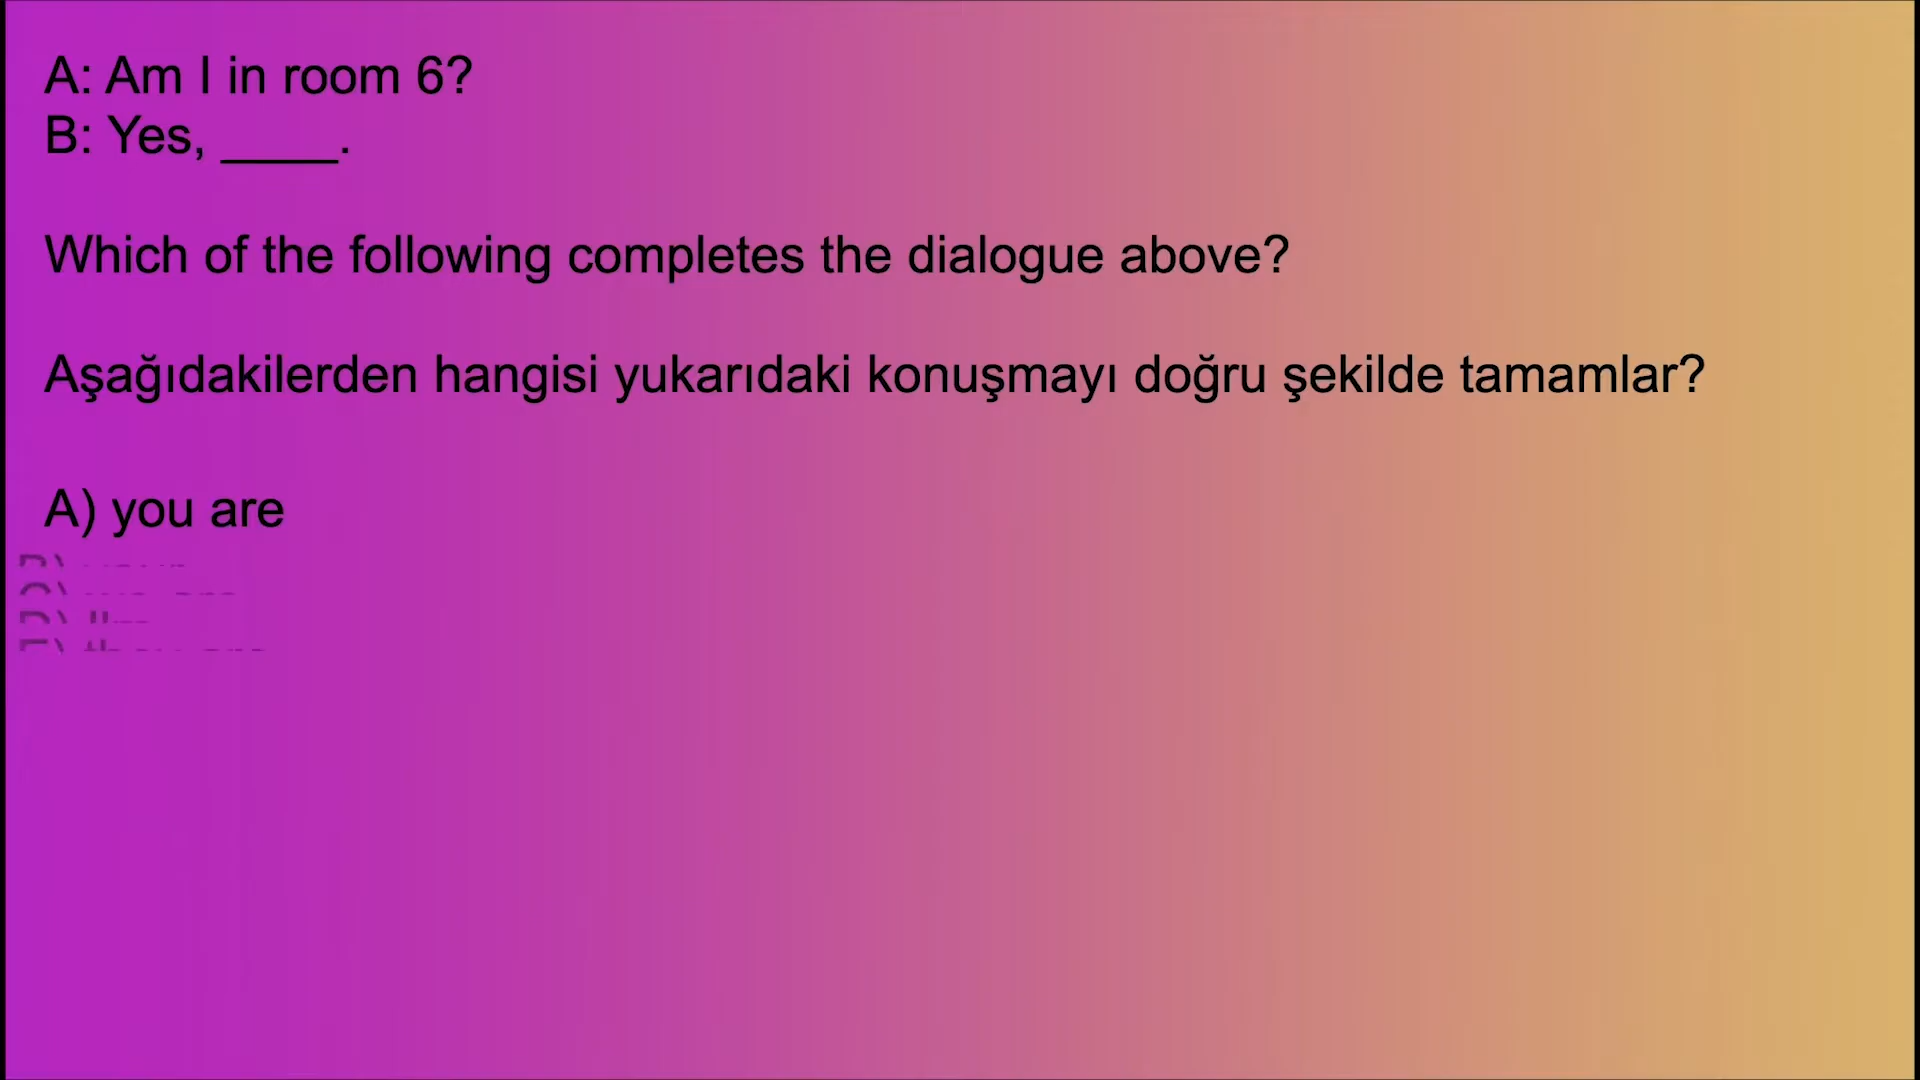 A: Am I in room 6?
B: Yes, ____.
Which of the following completes the dialogue above?
Aşağıdakilerden hangisi yukarıdaki konuşmayı doğru şekilde tamamlar?
A) you are